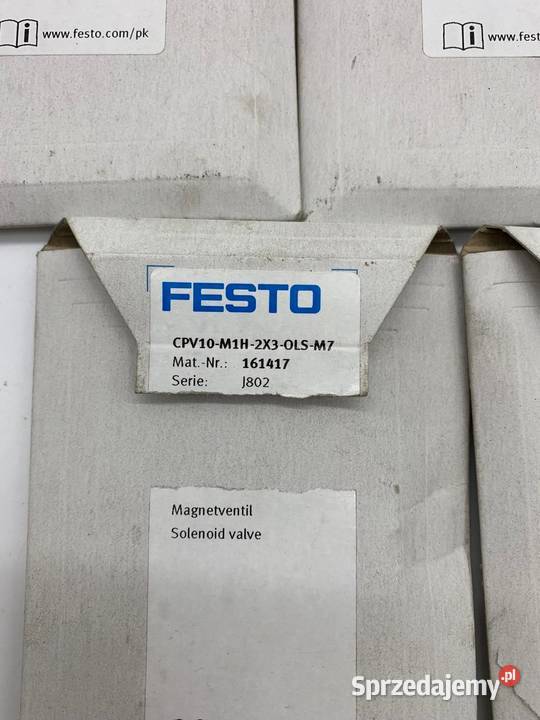 www.festo.com/pk
www.fest
FESTO
CPV10-M1H-2X3-OLS-M7
Mat.-Nr.: 161417
Serie: J802
Magnetventil
Solenoid valve
Sprzedajemy.pl